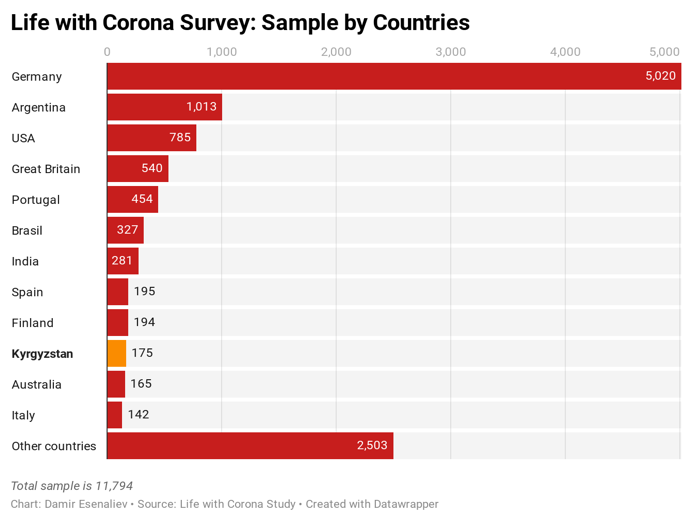 Life with Corona Survey: Sample by Countries
0 1,000 2,000 3,000 4,000 5,000
Germany 5,020
Argentina 1,013
USA 785
Great Britain 540
Portugal 454
Brasil 327
India 281
Spain 195
Finland 194
Kyrgyzstan 175
Australia 165
Italy 142
Other countries 2,503
Total sample is 11,794
Chart: Damir Esenaliev • Source: Life with Corona Study • Created with Datawrapper